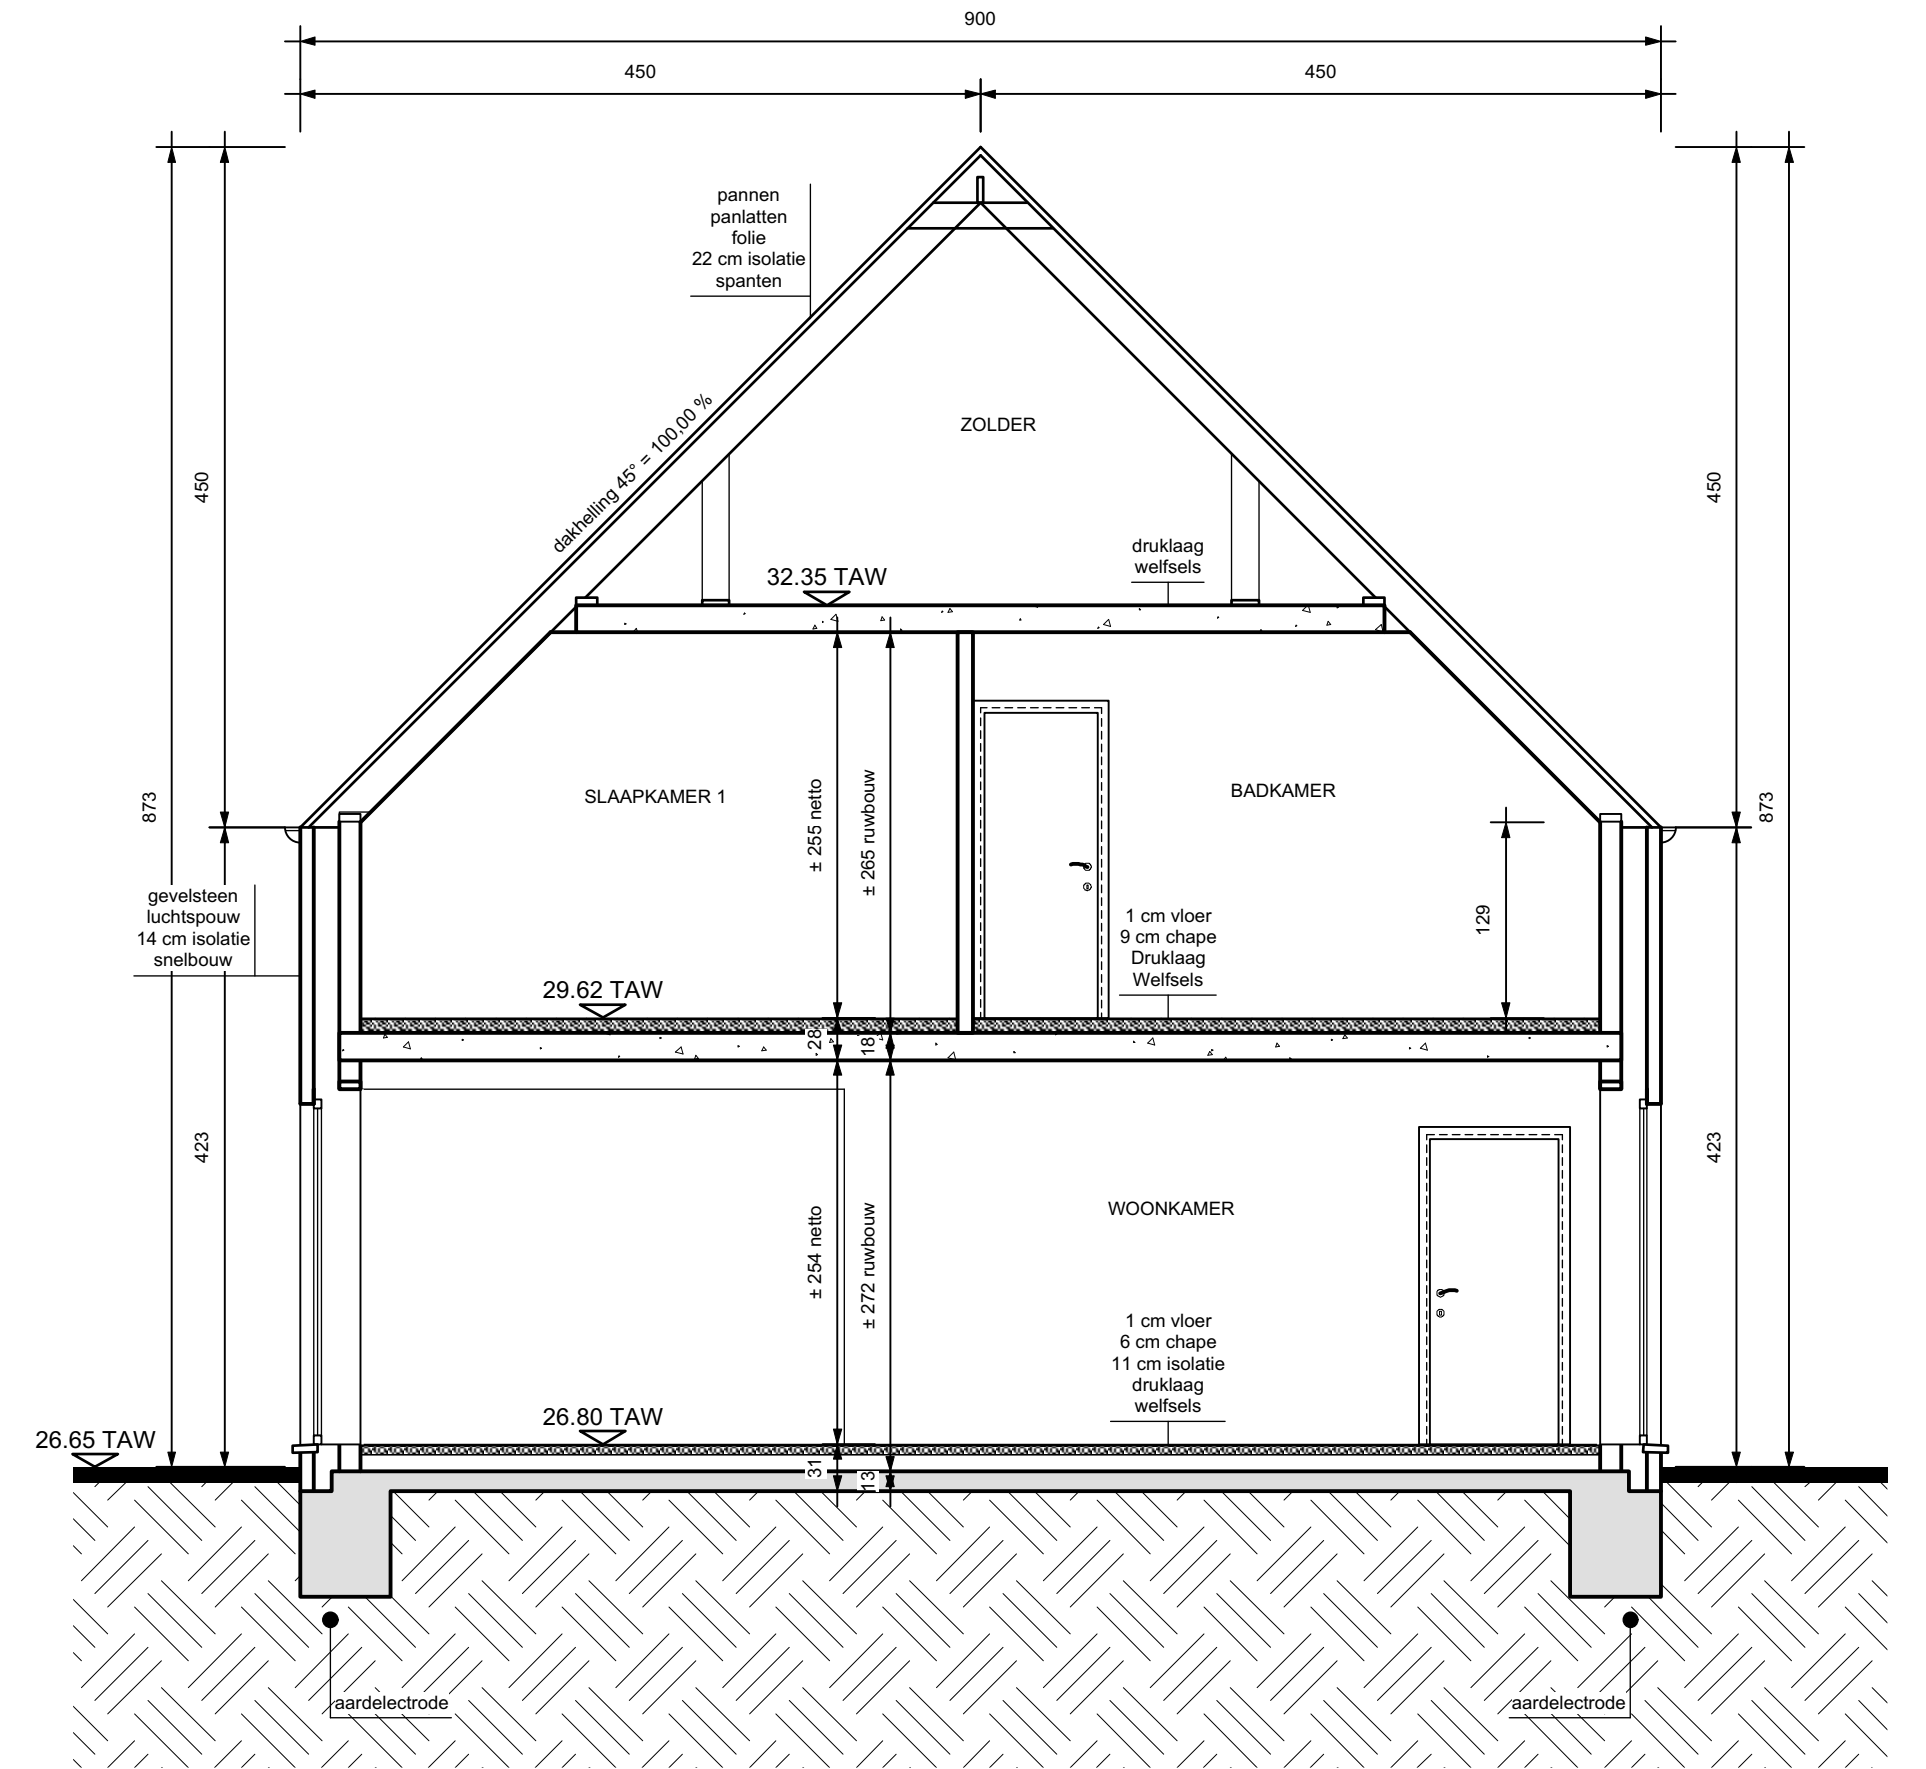 900
450
450
pannen
panlatten
folie
22 cm isolatie
spanten
dakhelling 45° = 100,00 %
ZOLDER
450
450
druklaag
welfsels
32.35 TAW
873
873
SLAAPKAMER 1
± 255 netto
± 265 ruwbouw
BADKAMER
gevelsteen
luchtspouw
14 cm isolatie
snelbouw
1 cm vloer
9 cm chape
Druklaag
Welfsels
129
29.62 TAW
28
18
423
423
WOONKAMER
± 254 netto
± 272 ruwbouw
1 cm vloer
6 cm chape
11 cm isolatie
druklaag
welfsels
26.80 TAW
26.65 TAW
31
13
aardelectrode
aardelectrode